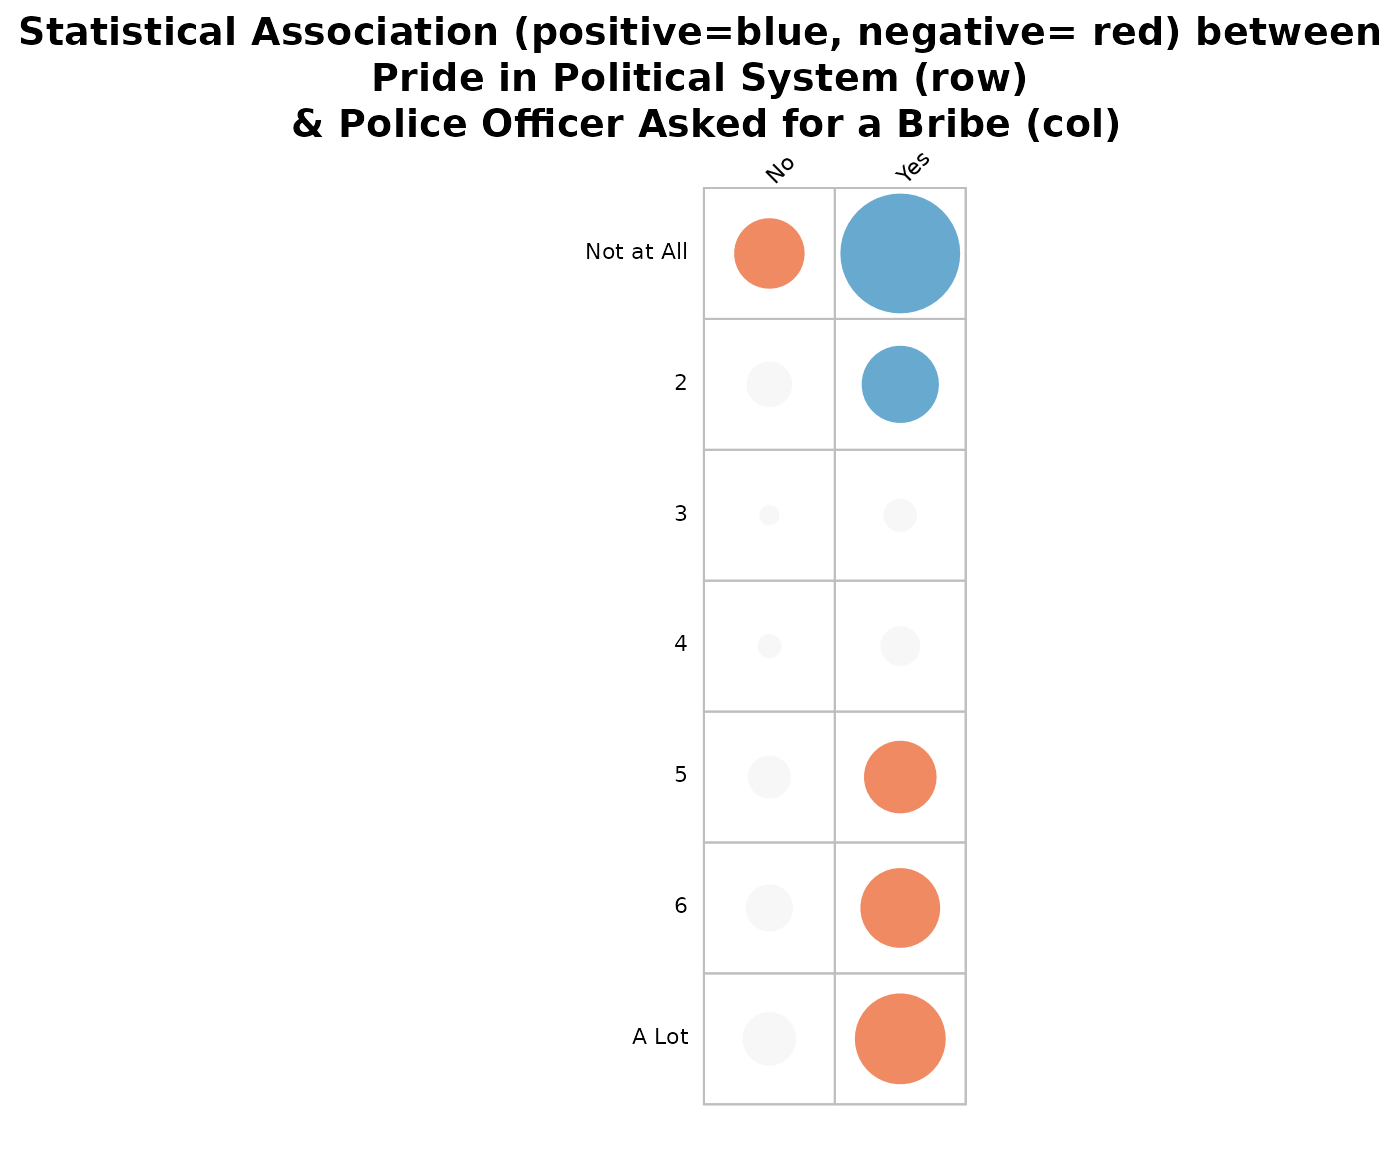 Statistical Association (positive=blue, negative= red) between
Pride in Political System (row)
& Police Officer Asked for a Bribe (col)
No Yes
Not at All
2
3
4
5
6
A Lot